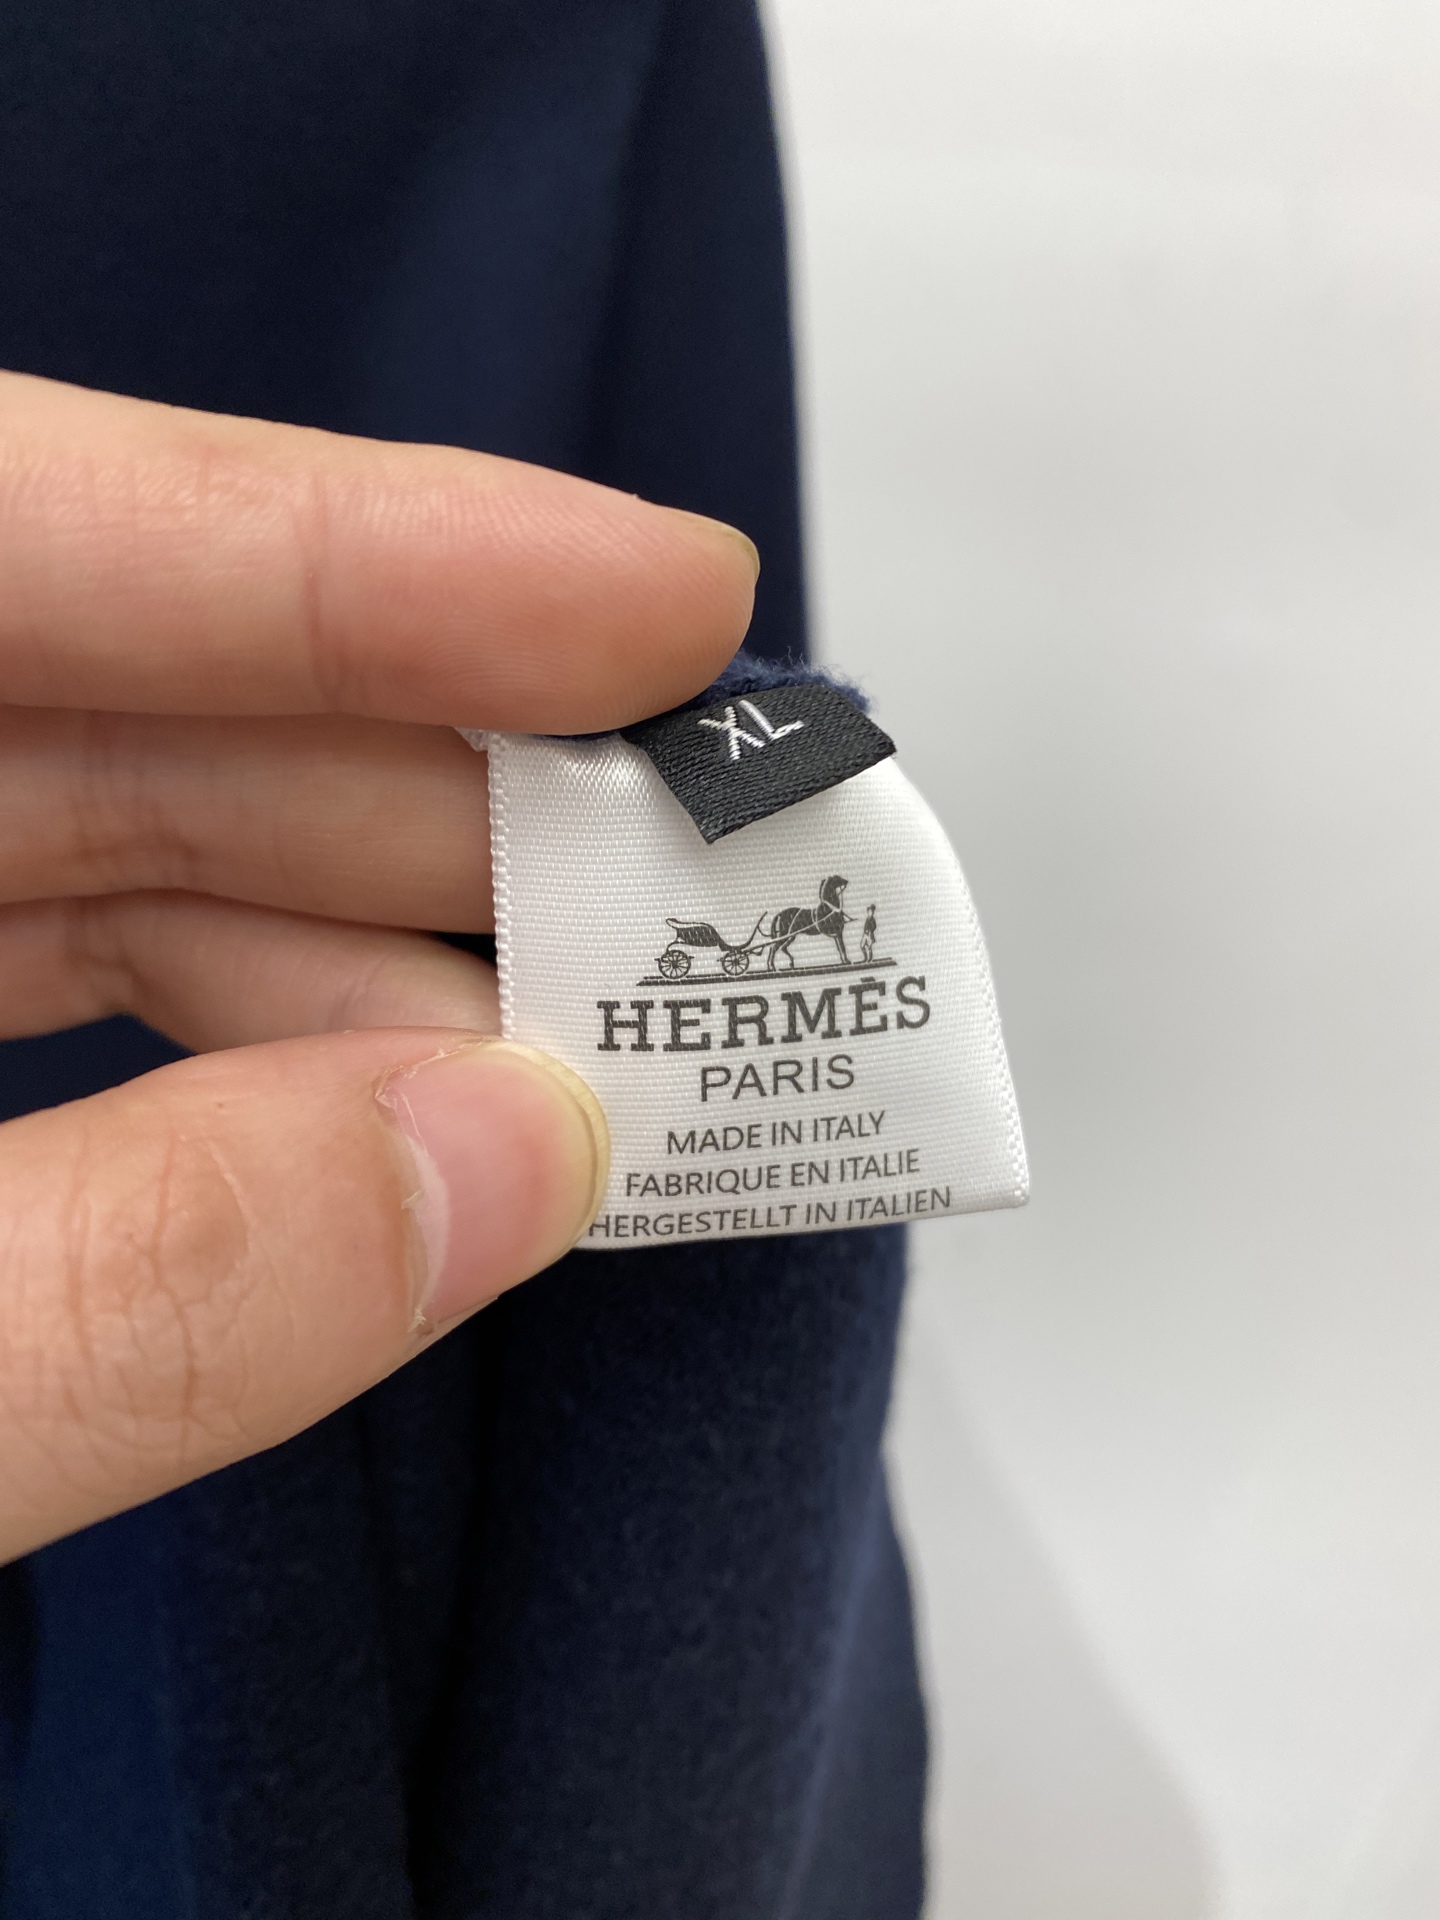 XL
HERMÈS
PARIS
MADE IN ITALY
FABRIQUE EN ITALIE
HERGESTELLT IN ITALIEN